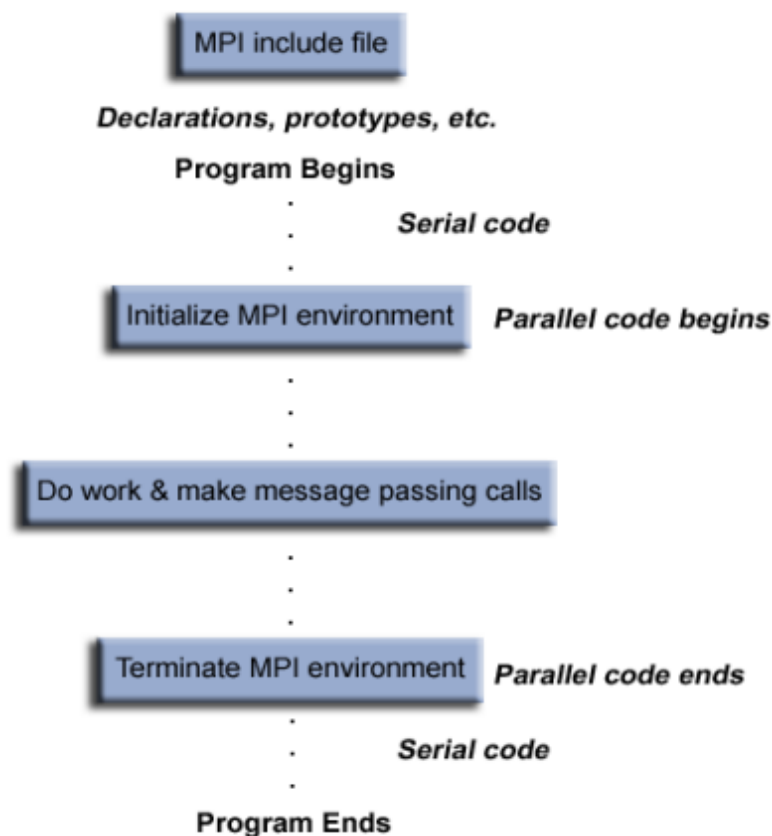 MPI include file
Declarations, prototypes, etc.
Program Begins
Serial code
Initialize MPI environment
Parallel code begins
Do work & make message passing calls
Terminate MPI environment
Parallel code ends
Serial code
Program Ends